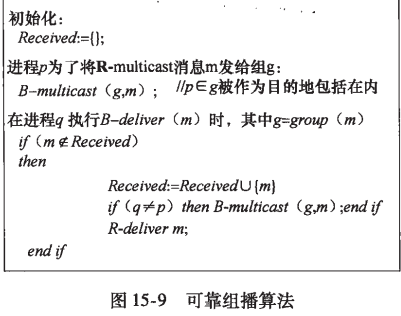 初始化：
Received:={};
进程p为了将R-multicast消息m发给组g：
B-multicast（g,m）；  //p∈g被作为目的地包括在内
在进程q 执行B-deliver（m）时，其中g=group（m）
if（m∉Received）
then
Received:=Received∪{m}
if（q≠p）then B-multicast（g,m）;end if
R-deliver m;
end if
图 15-9 可靠组播算法